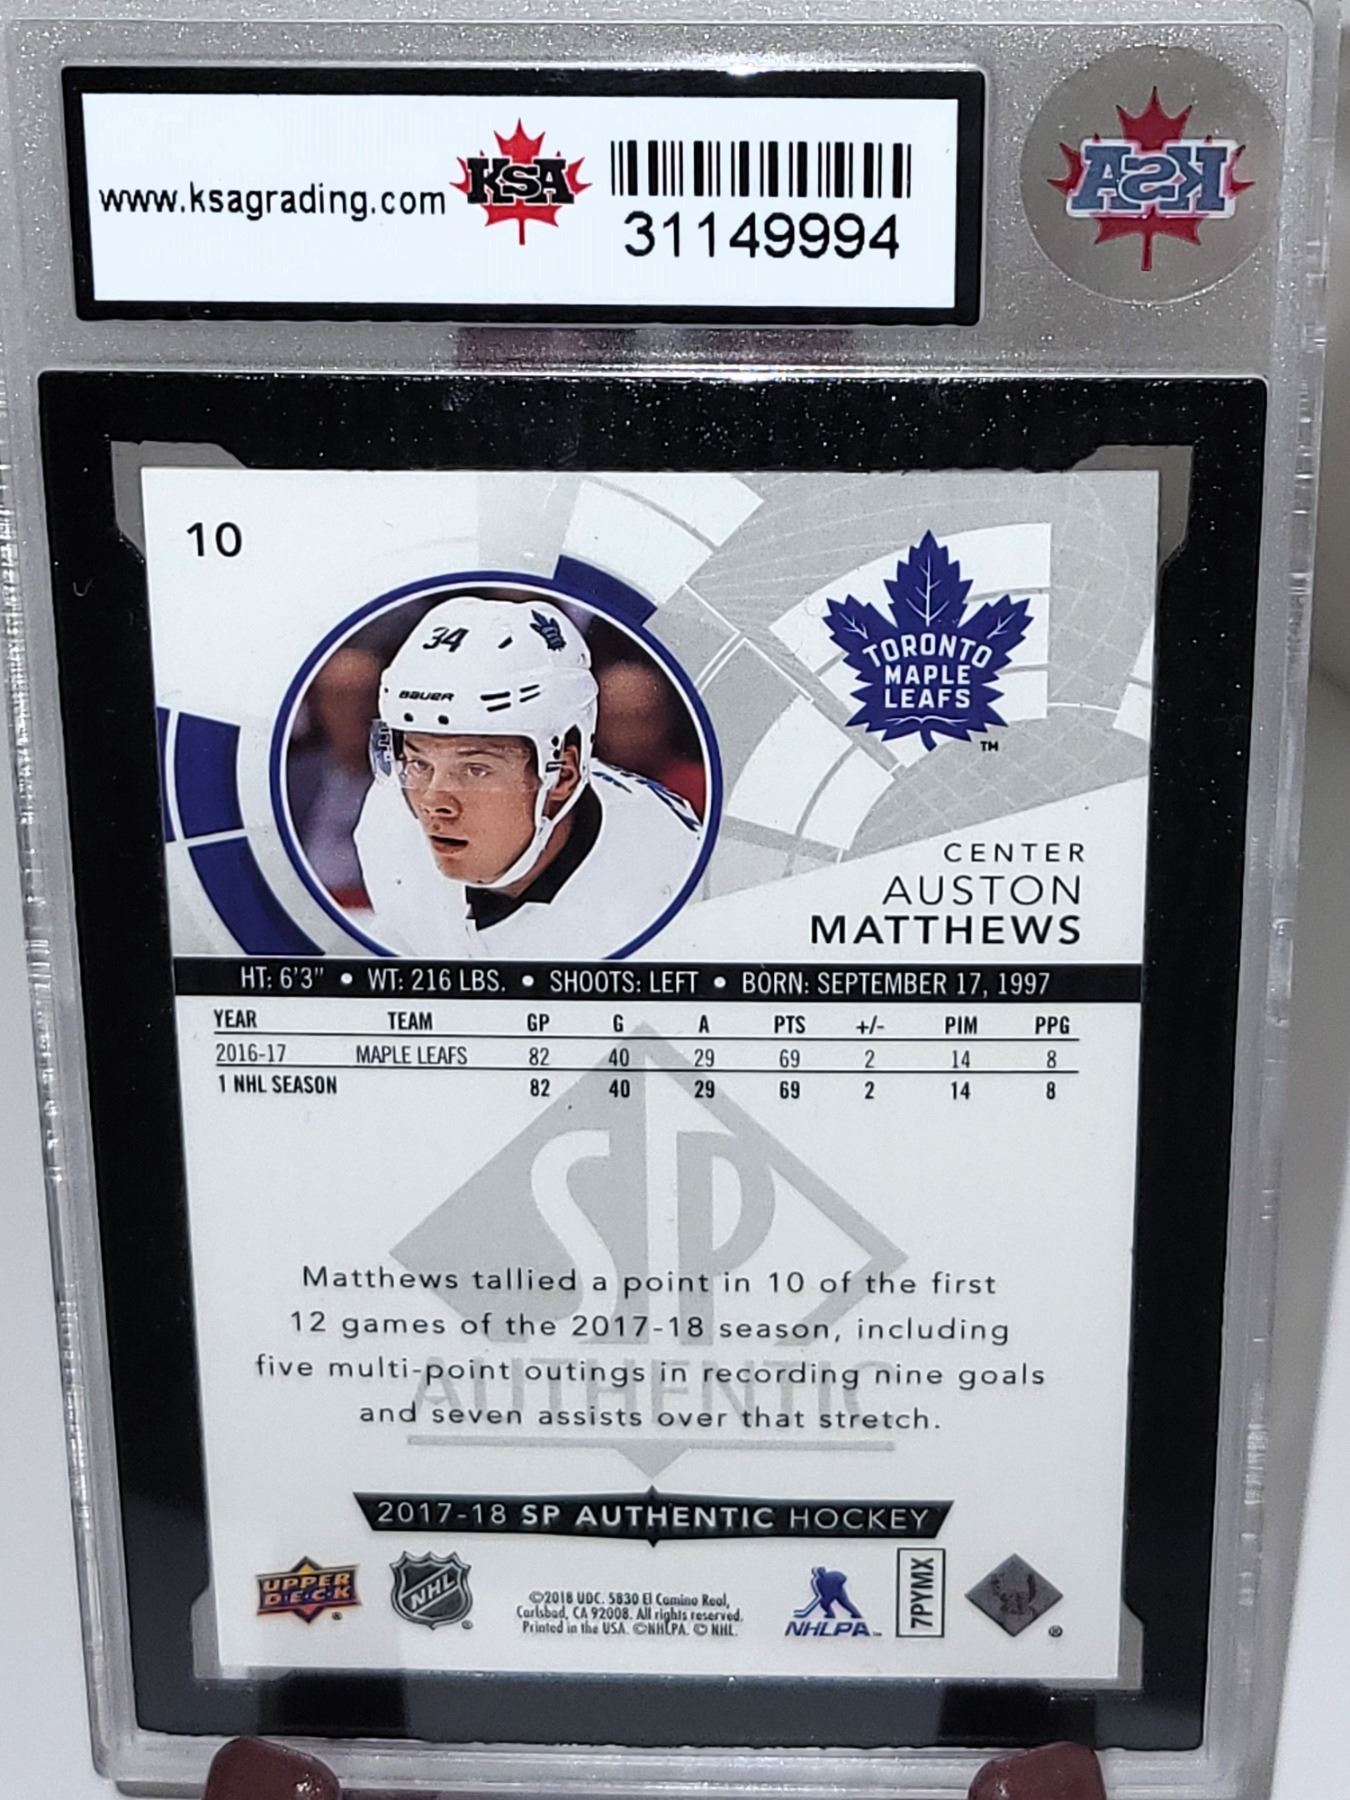 www.ksagrading.com
KSA
31149994
KSA
10
34
BAUER
TORONTO
MAPLE
LEAFS
TM
CENTER
AUSTON
MATTHEWS
HT: 6'3" • WT: 216 LBS. • SHOOTS: LEFT • BORN: SEPTEMBER 17, 1997
YEAR TEAM GP G A PTS +/- PIM PPG
2016-17 MAPLE LEAFS 82 40 29 69 2 14 8
1 NHL SEASON 82 40 29 69 2 14 8
SP
AUTHENTIC
Matthews tallied a point in 10 of the first
12 games of the 2017-18 season, including
five multi-point outings in recording nine goals
and seven assists over that stretch.
2017-18 SP AUTHENTIC HOCKEY
UPPER
DECK
®
NHL
®
©2018 UDC. 5830 El Camino Real,
Carlsbad, CA 92008. All rights reserved.
Printed in the USA. ©NHLPA. © NHL.
NHLPA™
7PYMX
®